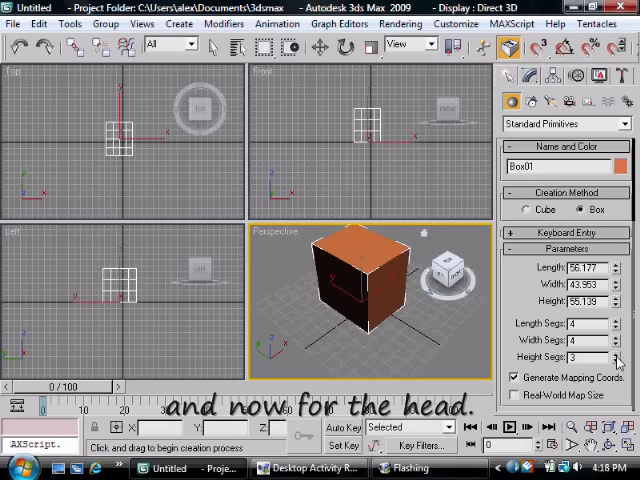 Untitled - Project Folder: C:\Users\alex\Documents\3dsmax - Autodesk 3ds Max 2009 - Display : Direct 3D
File Edit Tools Group Views Create Modifiers Animation Graph Editors Rendering Customize MAXScript Help Tentacles
All View
Top Front
TOP FRONT
y x z
Standard Primitives
Name and Color
Box01
Creation Method
Cube Box
Left Perspective
Keyboard Entry
Parameters
Length: 56.177
Width: 43.953
Height: 55.139
Length Segs: 4
Width Segs: 4
Height Segs: 3
Generate Mapping Coords.
Real-World Map Size
0 / 100
and now for the head.
0
X: Y: Z: Auto Key Selected
AXScript. Click and drag to begin creation process Set Key Key Filters... 0
Untitled - Proje... Desktop Activity R... Flashing 4:18 PM